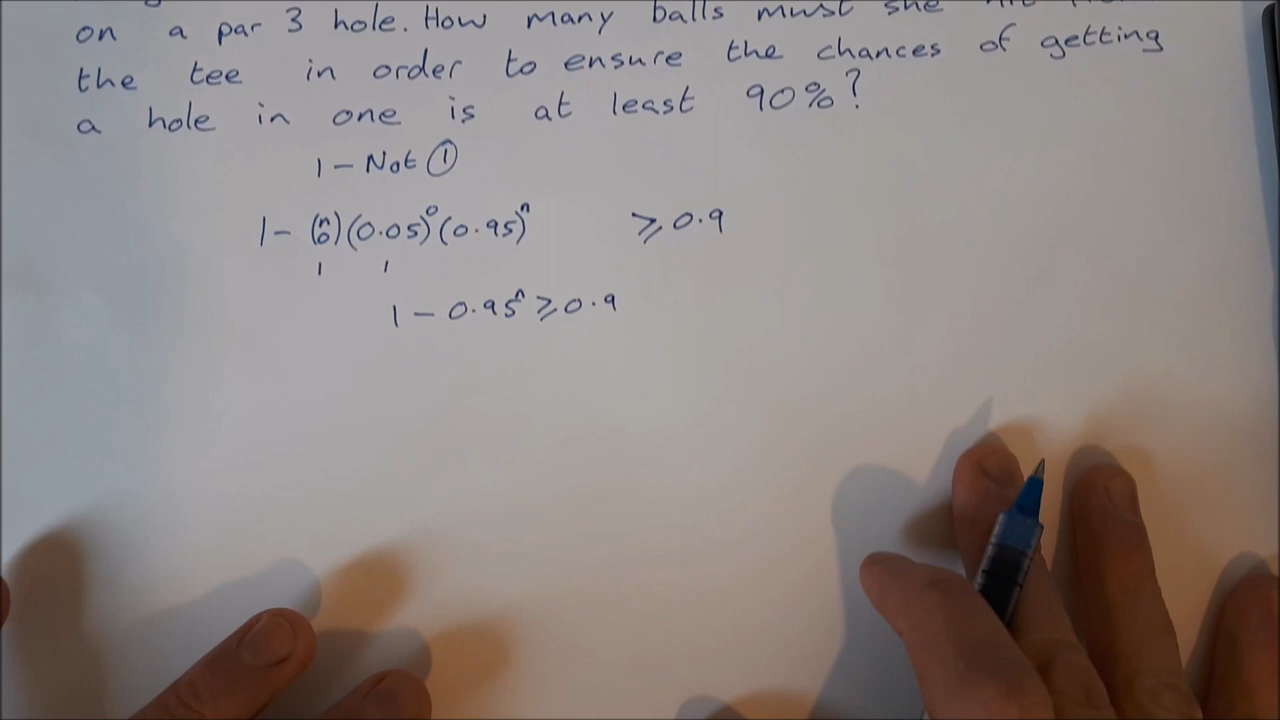 on a par 3 hole. How many balls must she
the tee in order to ensure the chances of getting
a hole in one is at least 90%?
1 - Not ①
1 - (n 0)(0.05)^0(0.95)^n ≥ 0.9
1 1
1 - 0.95^n ≥ 0.9